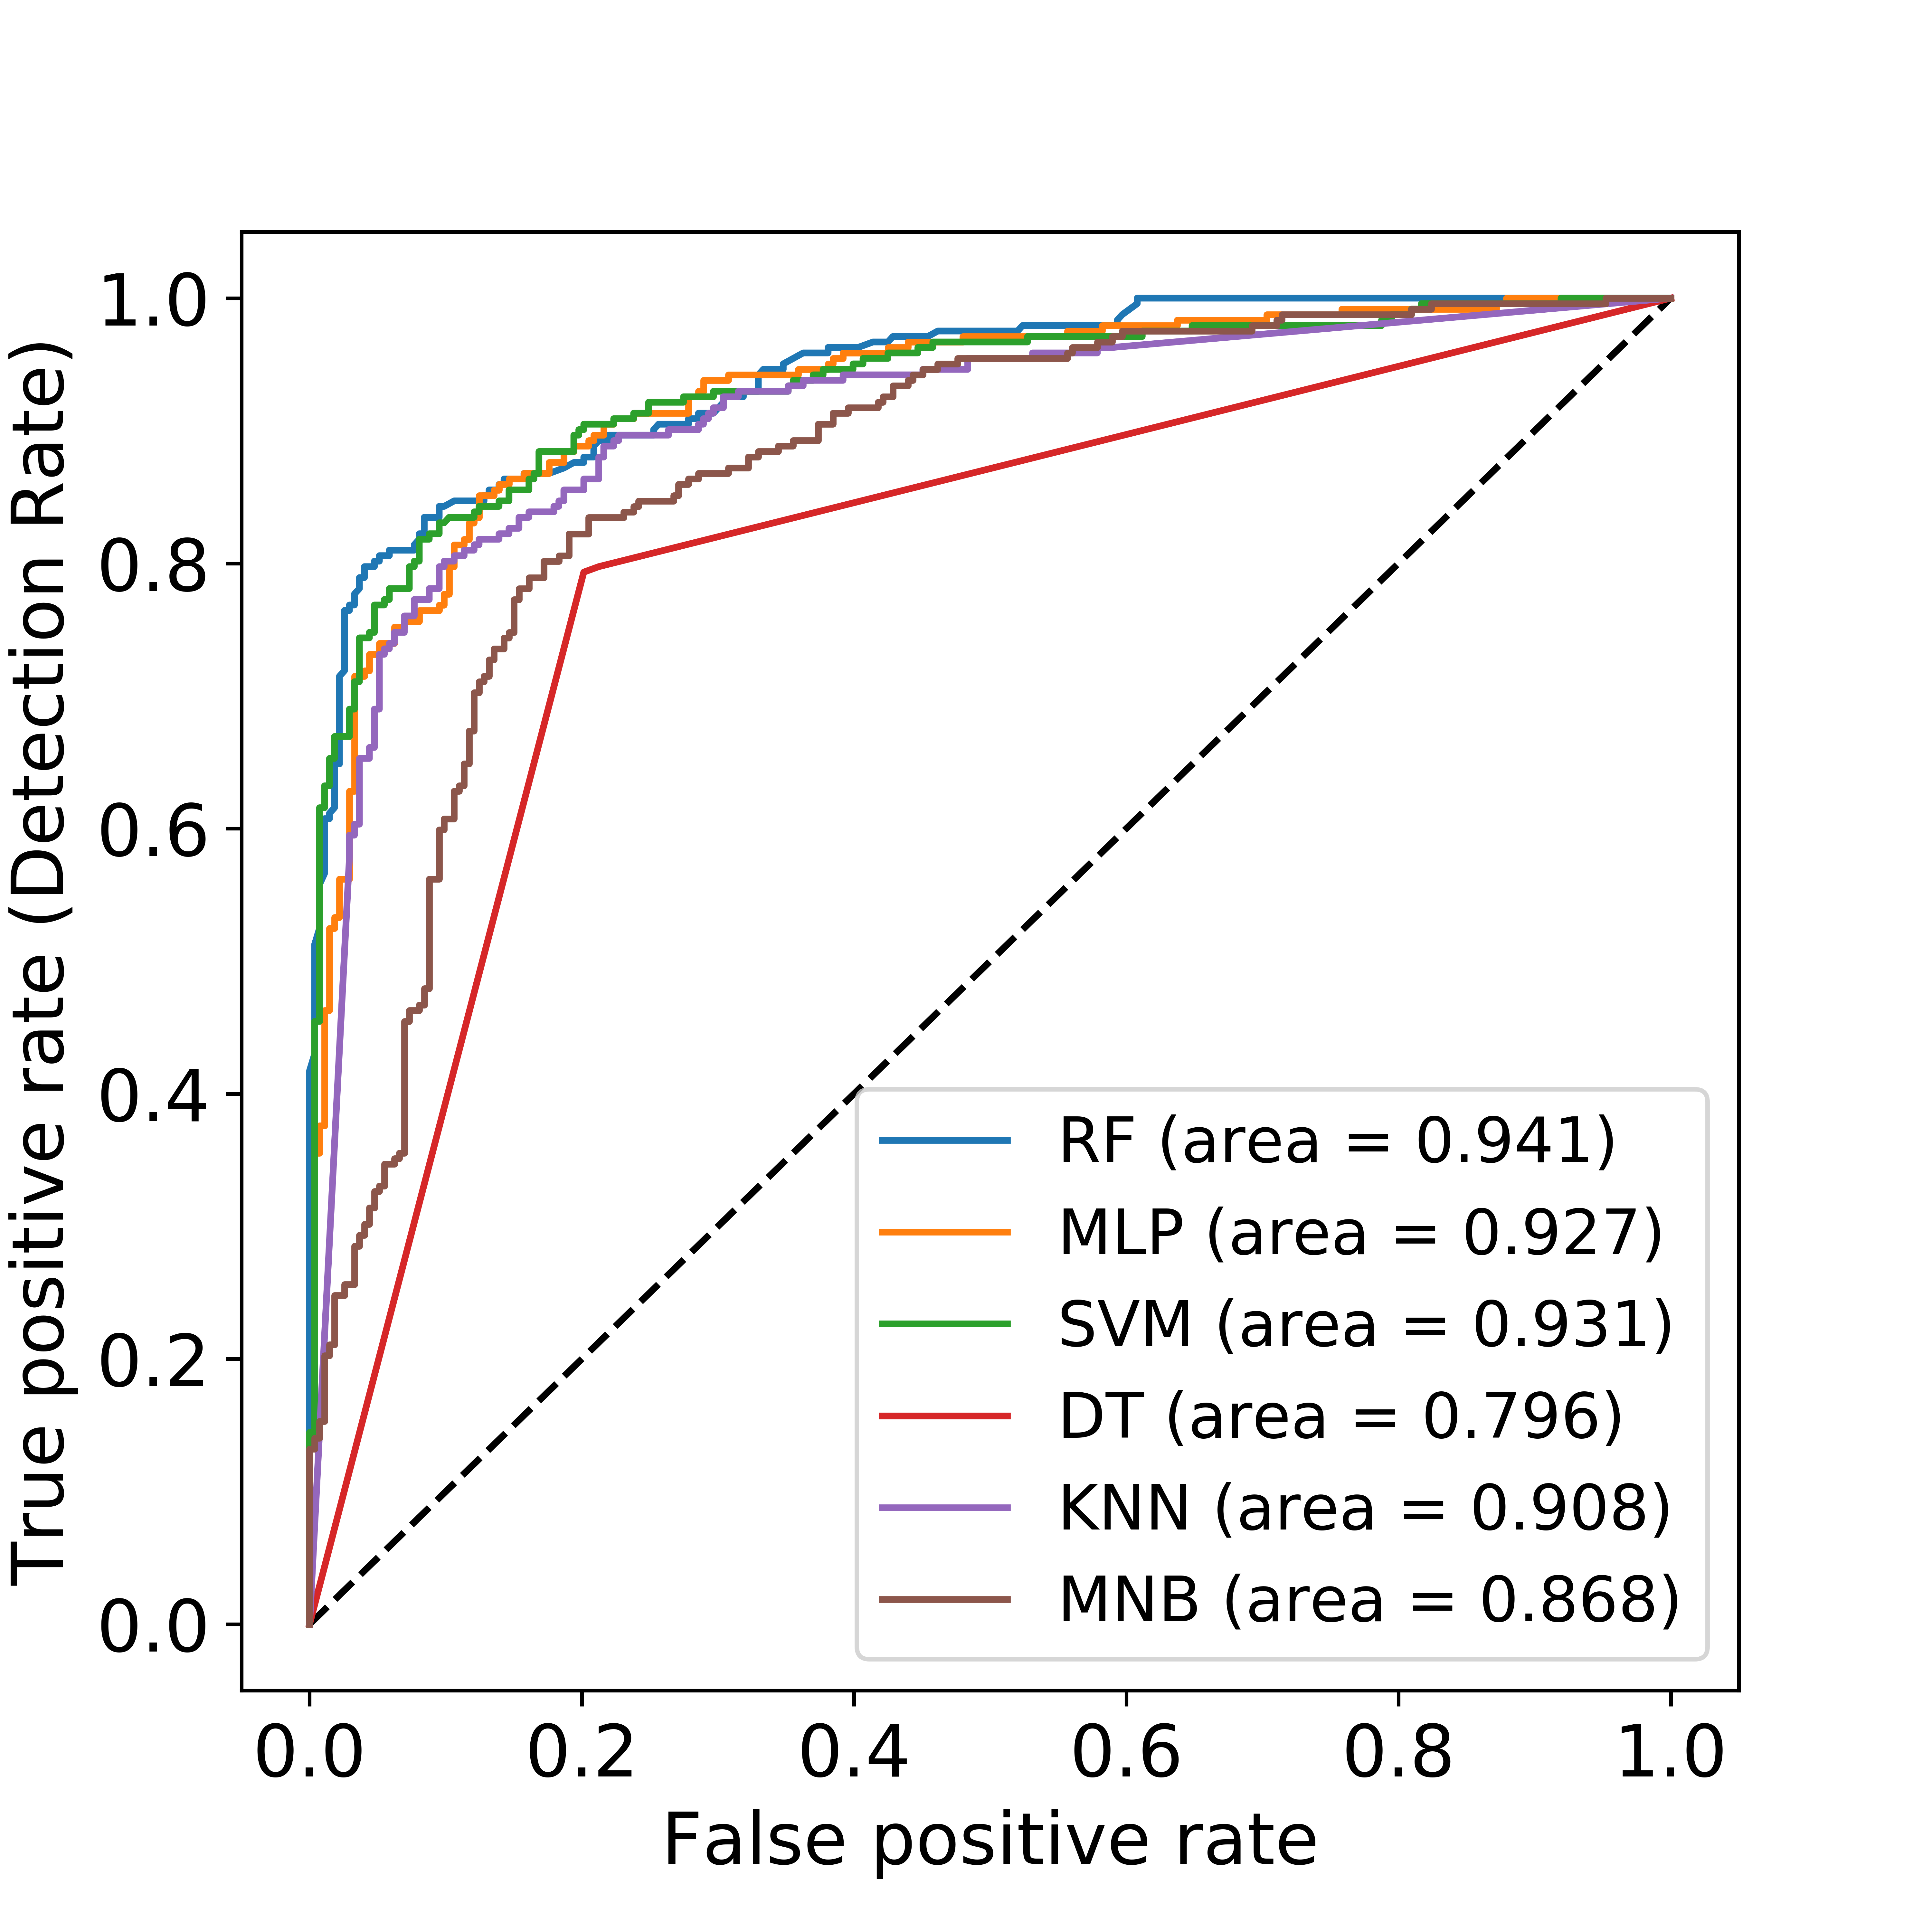 True positive rate (Detection Rate)
1.0
0.8
0.6
0.4
0.2
0.0
RF (area = 0.941)
MLP (area = 0.927)
SVM (area = 0.931)
DT (area = 0.796)
KNN (area = 0.908)
MNB (area = 0.868)
0.0 0.2 0.4 0.6 0.8 1.0
False positive rate